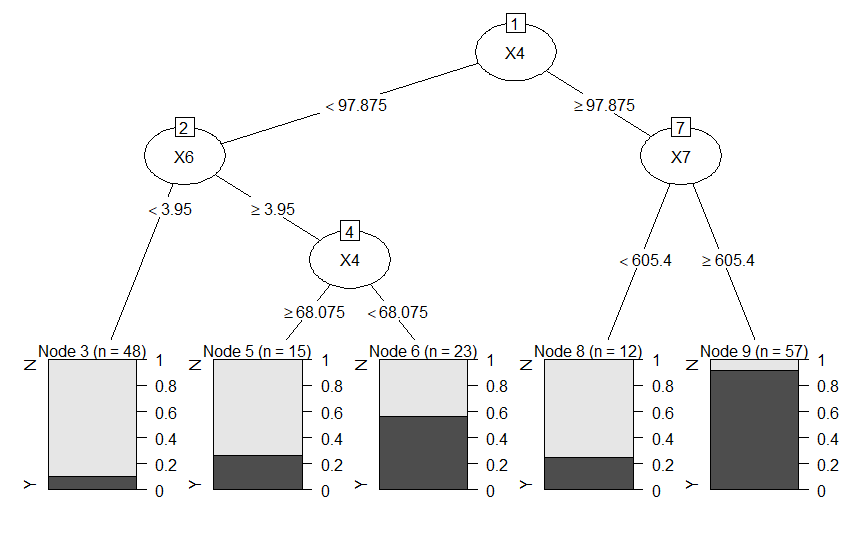 1
X4
< 97.875
≥ 97.875
2
X6
7
X7
< 3.95
≥ 3.95
4
X4
< 605.4
≥ 605.4
≥ 68.075
< 68.075
Node 3 (n = 48)
N
Y
1
0.8
0.6
0.4
0.2
0
Node 5 (n = 15)
N
Y
1
0.8
0.6
0.4
0.2
0
Node 6 (n = 23)
N
Y
1
0.8
0.6
0.4
0.2
0
Node 8 (n = 12)
N
Y
1
0.8
0.6
0.4
0.2
0
Node 9 (n = 57)
N
Y
1
0.8
0.6
0.4
0.2
0